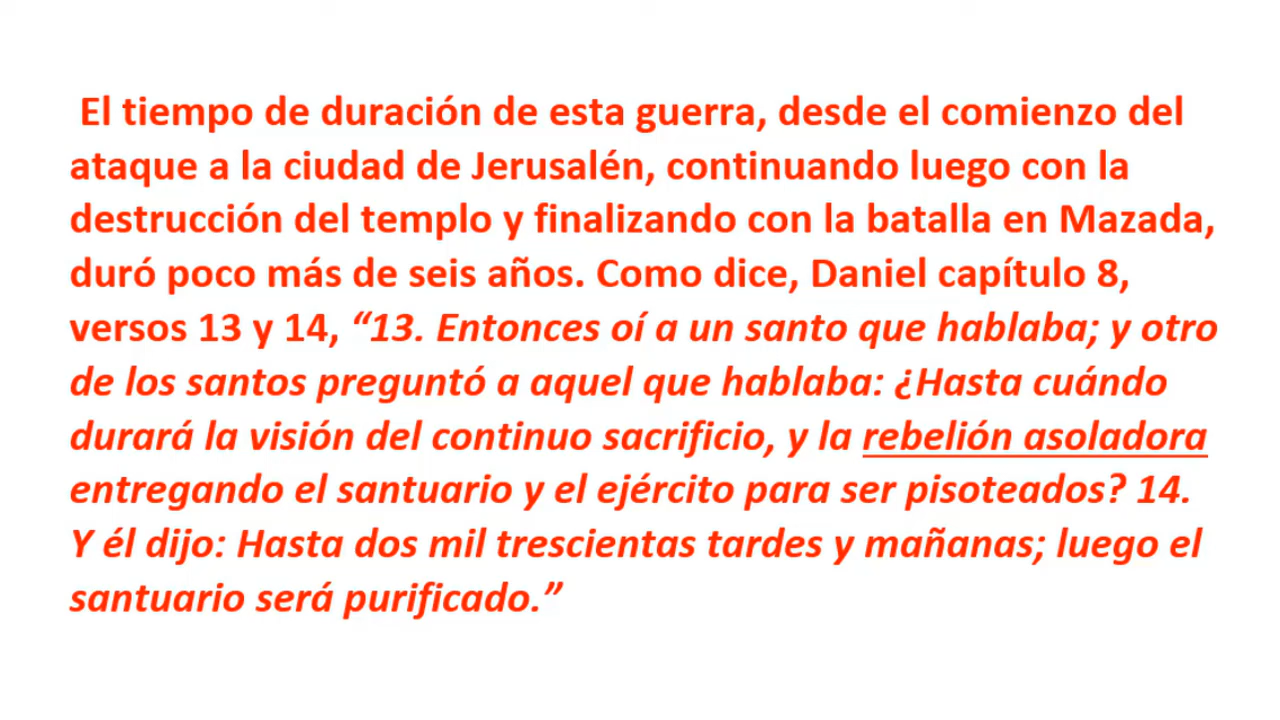 El tiempo de duración de esta guerra, desde el comienzo del
ataque a la ciudad de Jerusalén, continuando luego con la
destrucción del templo y finalizando con la batalla en Mazada,
duró poco más de seis años. Como dice, Daniel capítulo 8,
versos 13 y 14, “13. Entonces oí a un santo que hablaba; y otro
de los santos preguntó a aquel que hablaba: ¿Hasta cuándo
durará la visión del continuo sacrificio, y la rebelión asoladora
entregando el santuario y el ejército para ser pisoteados? 14.
Y él dijo: Hasta dos mil trescientas tardes y mañanas; luego el
santuario será purificado.”